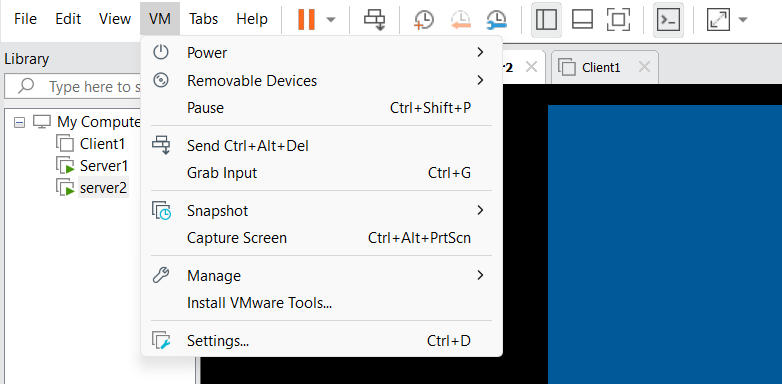 File Edit View VM Tabs Help
Library
Type here to s
My Compute
Client1
Server1
server2
Power
Removable Devices
Pause Ctrl+Shift+P
Send Ctrl+Alt+Del
Grab Input Ctrl+G
Snapshot
Capture Screen Ctrl+Alt+PrtScn
Manage
Install VMware Tools...
Settings... Ctrl+D
r2
Client1